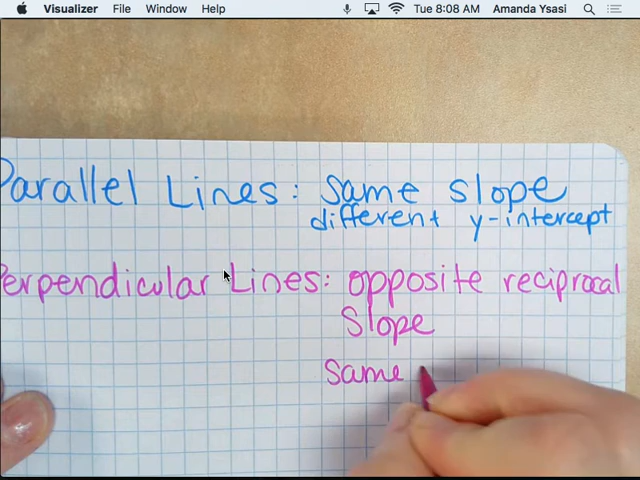 Visualizer File Window Help Tue 8:08 AM Amanda Ysasi
Parallel Lines: Same slope
different y-intercept
Perpendicular Lines: opposite reciprocal
Slope
Same